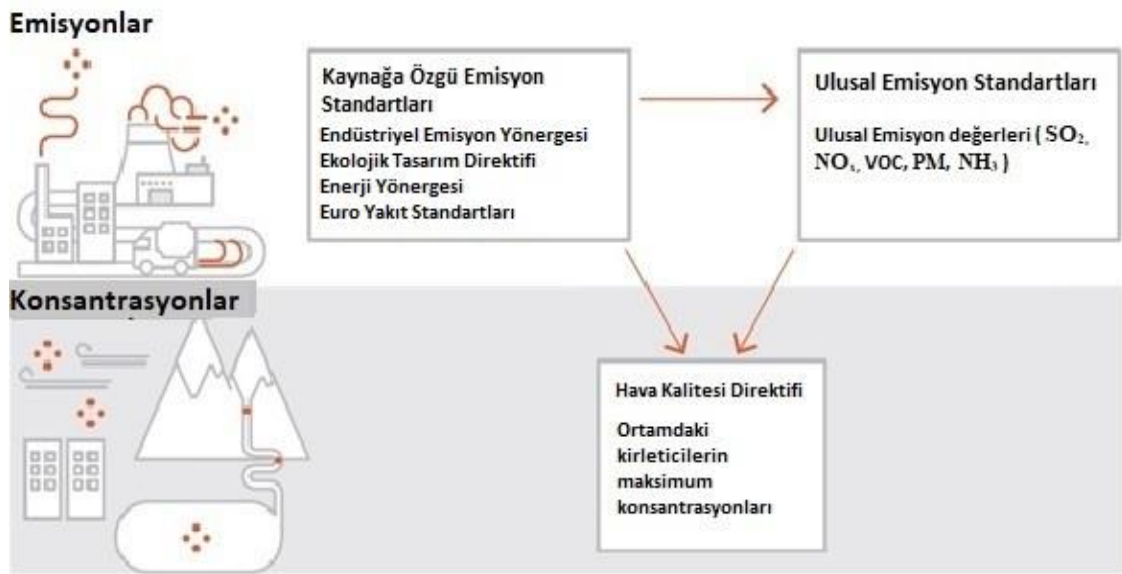 Emisyonlar
Kaynağa Özgü Emisyon
Standartları
Endüstriyel Emisyon Yönergesi
Ekolojik Tasarım Direktifi
Enerji Yönergesi
Euro Yakıt Standartları
Ulusal Emisyon Standartları
Ulusal Emisyon değerleri ( SO₂,
NOₓ, VOC, PM, NH₃ )
Konsantrasyonlar
Hava Kalitesi Direktifi
Ortamdaki
kirleticilerin
maksimum
konsantrasyonları